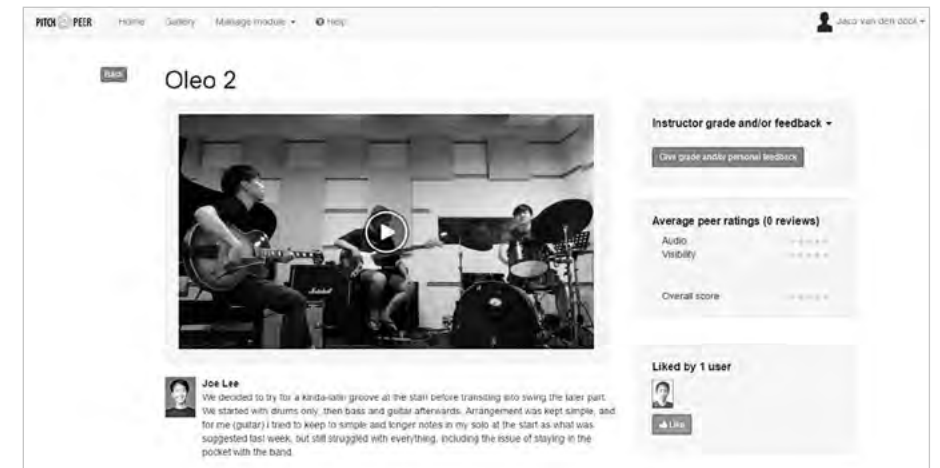 PITCH PEER Home Gallery Manage module Help Jaco van den dool
Back
Oleo 2
Instructor grade and/or feedback
Give grade and/or personal feedback
Average peer ratings (0 reviews)
Audio
Visibility
Overall score
Marshall
Liked by 1 user
Like
Joe Lee
We decided to try for a kinda-latin groove at the start before transiting into swing the later part.
We started with drums only, then bass and guitar afterwards. Arrangement was kept simple, and
for me (guitar) i tried to keep to simple and longer notes in my solo at the start as what was
suggested last week, but still struggled with everything, including the issue of staying in the
pocket with the band.